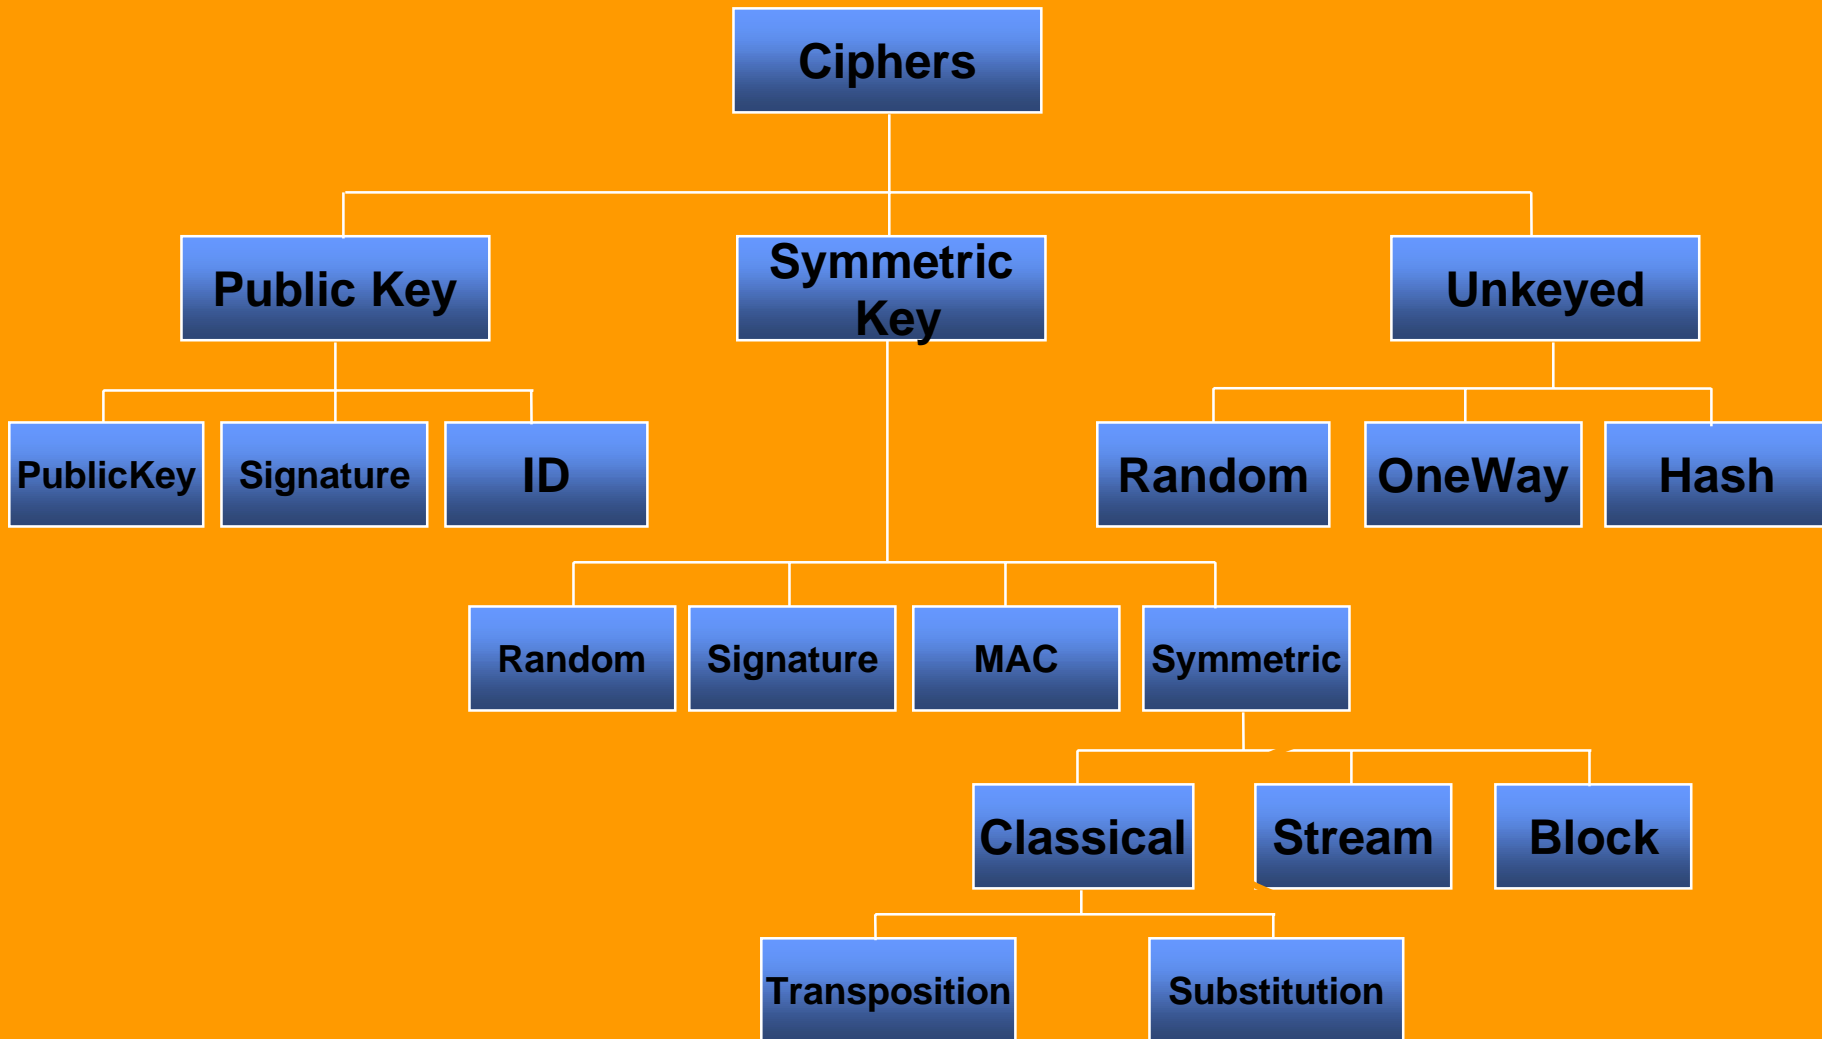 Ciphers
Public Key
Symmetric
Key
Unkeyed
PublicKey
Signature
ID
Random
OneWay
Hash
Random
Signature
MAC
Symmetric
Classical
Stream
Block
Transposition
Substitution